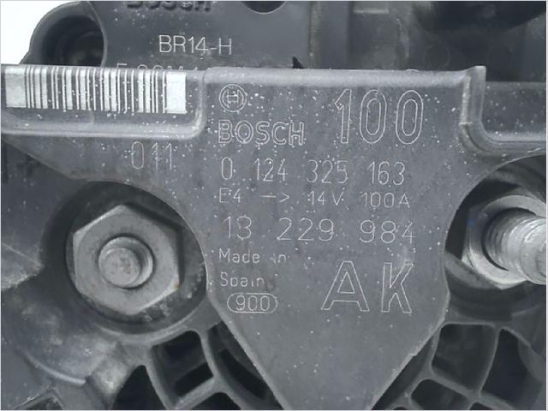 BOSCH
BR14-H
BOSCH 100
011
0 124 325 163
E4 -> 14V 100A
13 229 984
Made in
Spain
900
AK